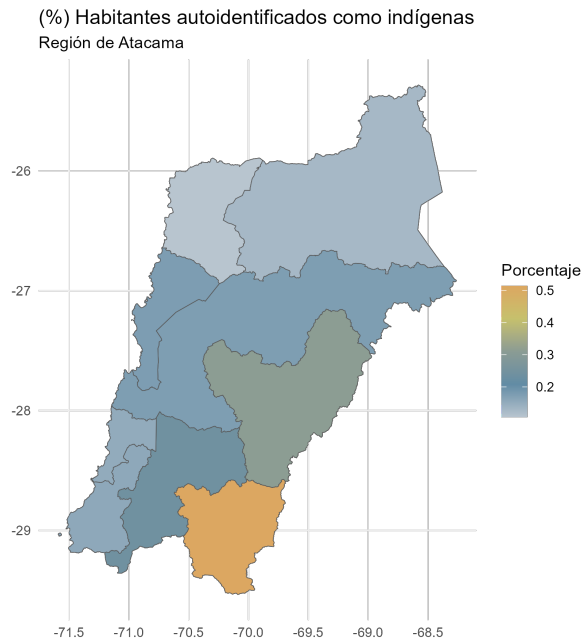 (%) Habitantes autoidentificados como indígenas
Región de Atacama
-26
-27
-28
-29
-71.5 -71.0 -70.5 -70.0 -69.5 -69.0 -68.5
Porcentaje
0.5
0.4
0.3
0.2